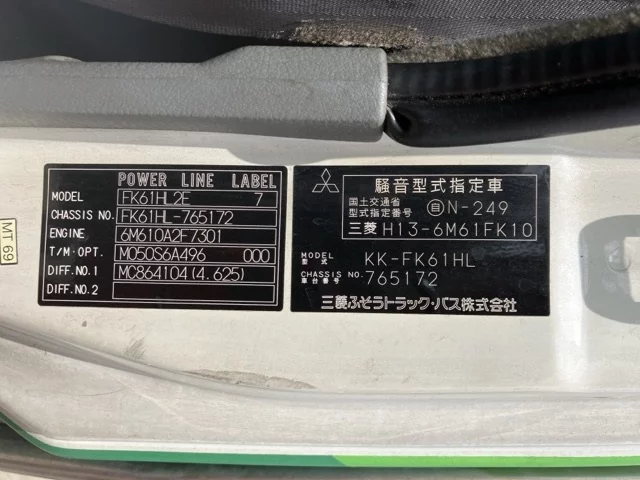 POWER LINE LABEL
MODEL FK61HL2E 7
CHASSIS NO. FK61HL-765172
ENGINE 6M610A2F7301
T/M-OPT. M050S6A496 000
DIFF.NO.1 MC864104(4.625)
DIFF.NO.2
MT 69
騒音型式指定車
国土交通省
型式指定番号 自N-249
三菱 H13-6M61FK10
MODEL
型式 KK-FK61HL
CHASSIS NO.
車台番号 765172
三菱ふそうトラック・バス株式会社